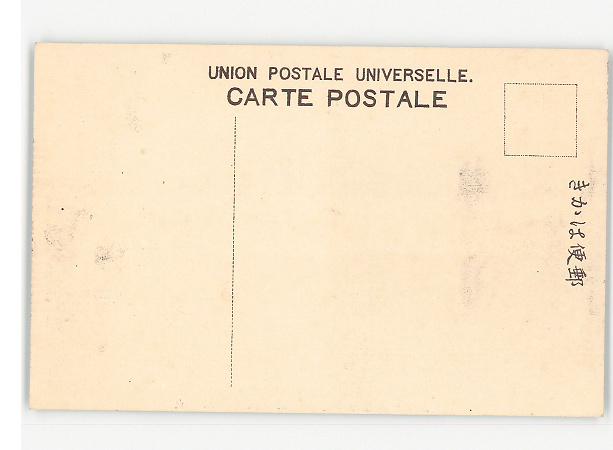 UNION POSTALE UNIVERSELLE.
CARTE POSTALE
きかは便郵